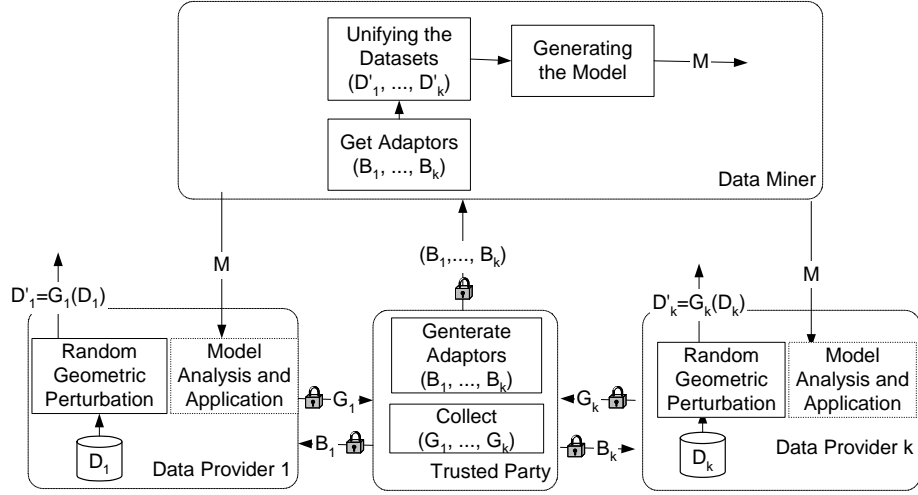 Unifying the
Datasets
(D'₁, ..., D'ₖ)
Generating
the Model
M
Get Adaptors
(B₁, ..., Bₖ)
Data Miner
M
(B₁,..., Bₖ)
M
D'₁=G₁(D₁)
D'ₖ=Gₖ(Dₖ)
Random
Geometric
Perturbation
Model
Analysis and
Application
D₁
Data Provider 1
G₁
B₁
Genterate
Adaptors
(B₁, ..., Bₖ)
Collect
(G₁, ..., Gₖ)
Trusted Party
Gₖ
Bₖ
Random
Geometric
Perturbation
Model
Analysis and
Application
Dₖ
Data Provider k